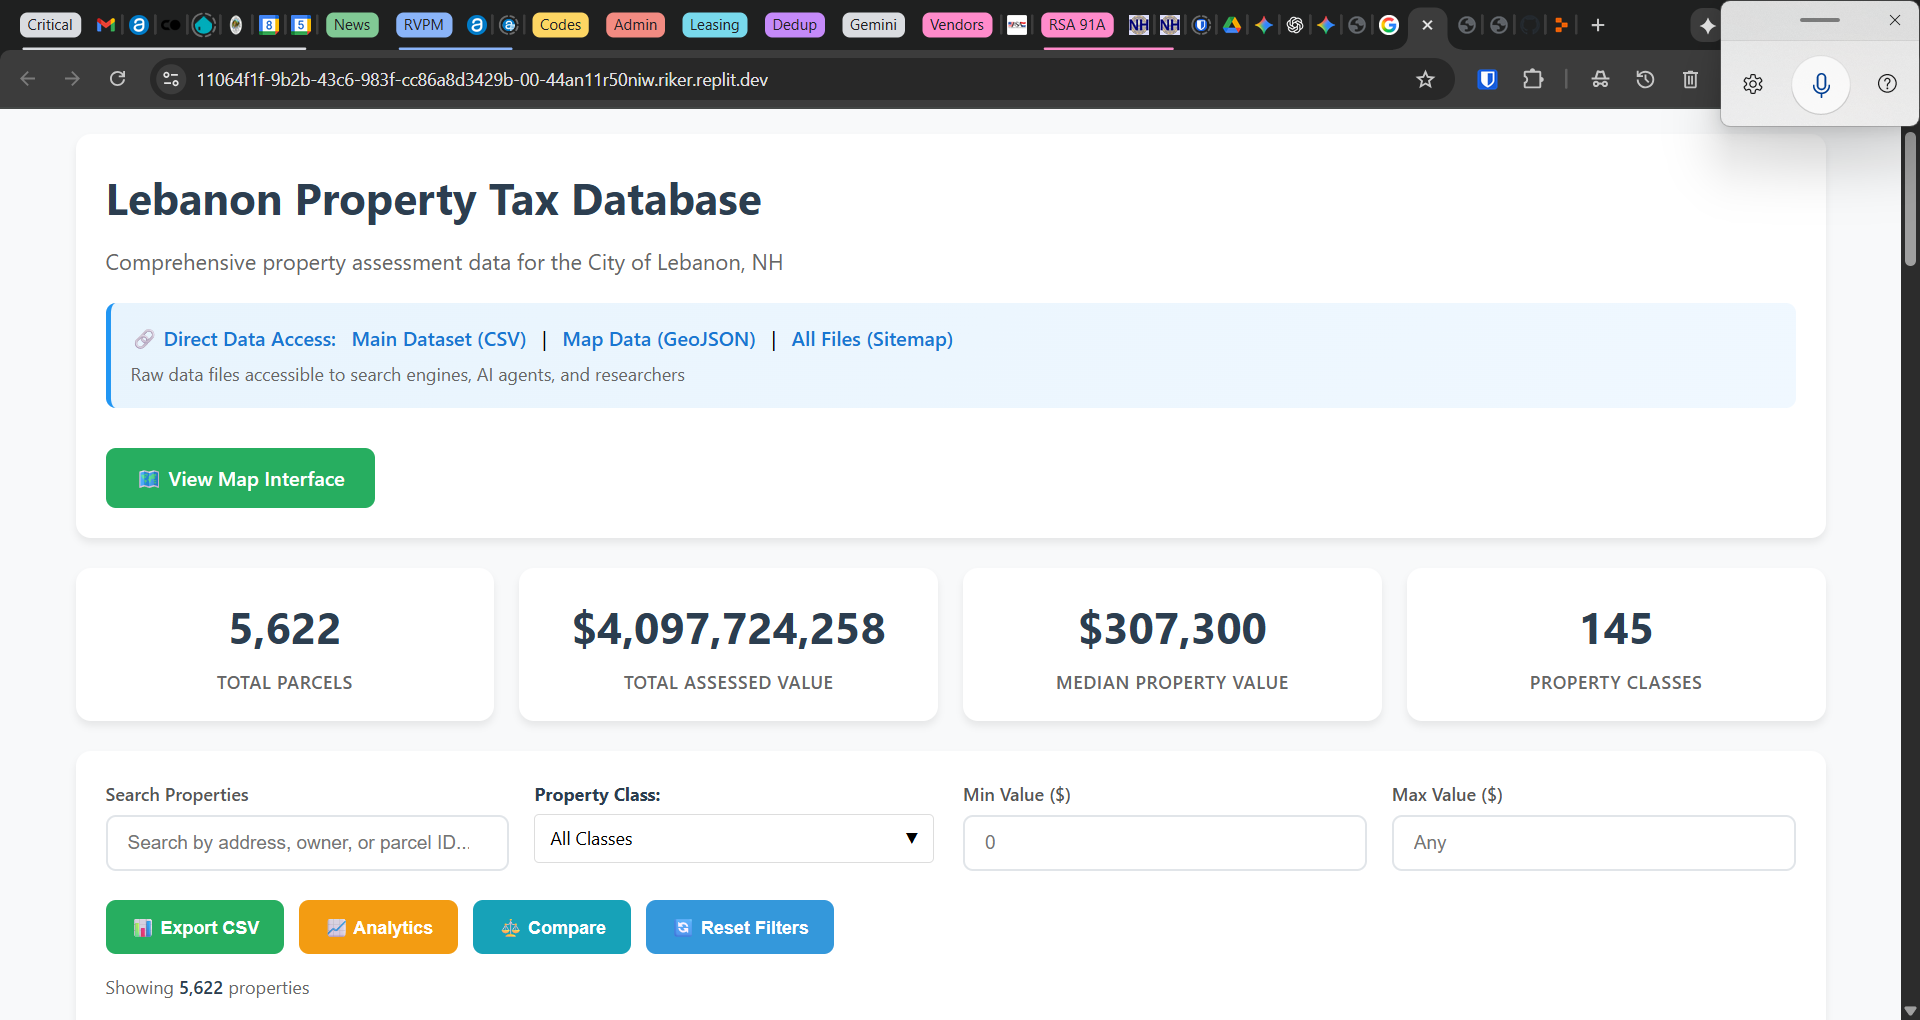 Critical
8
5
News
RVPM
Codes
Admin
Leasing
Dedup
Gemini
Vendors
RSA 91A
NH
NH
11064f1f-9b2b-43c6-983f-cc86a8d3429b-00-44an11r50niw.riker.replit.dev
Lebanon Property Tax Database
Comprehensive property assessment data for the City of Lebanon, NH
Direct Data Access: Main Dataset (CSV) | Map Data (GeoJSON) | All Files (Sitemap)
Raw data files accessible to search engines, AI agents, and researchers
View Map Interface
5,622
TOTAL PARCELS
$4,097,724,258
TOTAL ASSESSED VALUE
$307,300
MEDIAN PROPERTY VALUE
145
PROPERTY CLASSES
Search Properties
Search by address, owner, or parcel ID...
Property Class:
All Classes
Min Value ($)
0
Max Value ($)
Any
Export CSV
Analytics
Compare
Reset Filters
Showing 5,622 properties